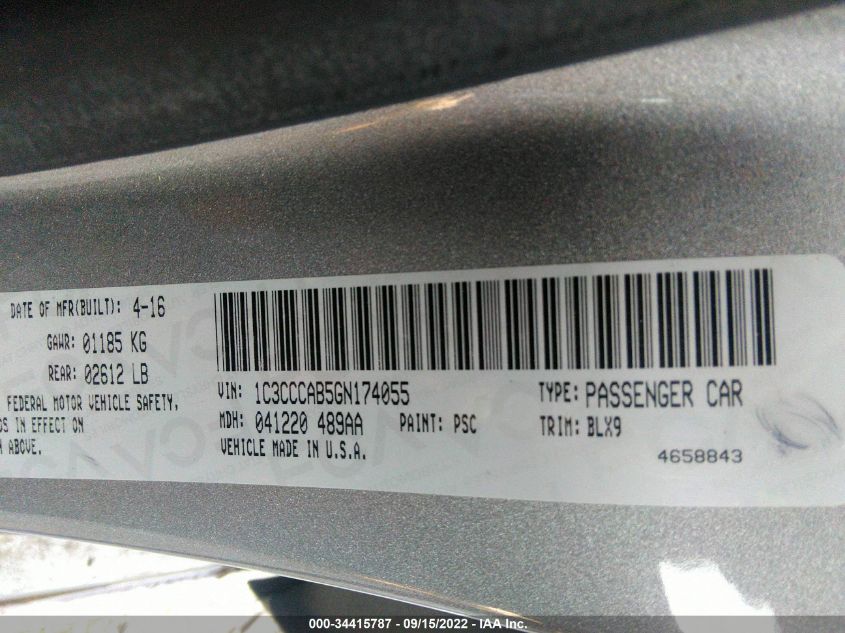 DATE OF MFR(BUILT): 4-16
GAWR: 01185 KG
REAR: 02612 LB
FEDERAL MOTOR VEHICLE SAFETY,
DS IN EFFECT ON
ABOVE.
VIN: 1C3CCCAB5GN174055
TYPE: PASSENGER CAR
MDH: 041220 489AA PAINT: PSC
TRIM: BLX9
VEHICLE MADE IN U.S.A.
4658843
000-34415787 - 09/15/2022 - IAA Inc.